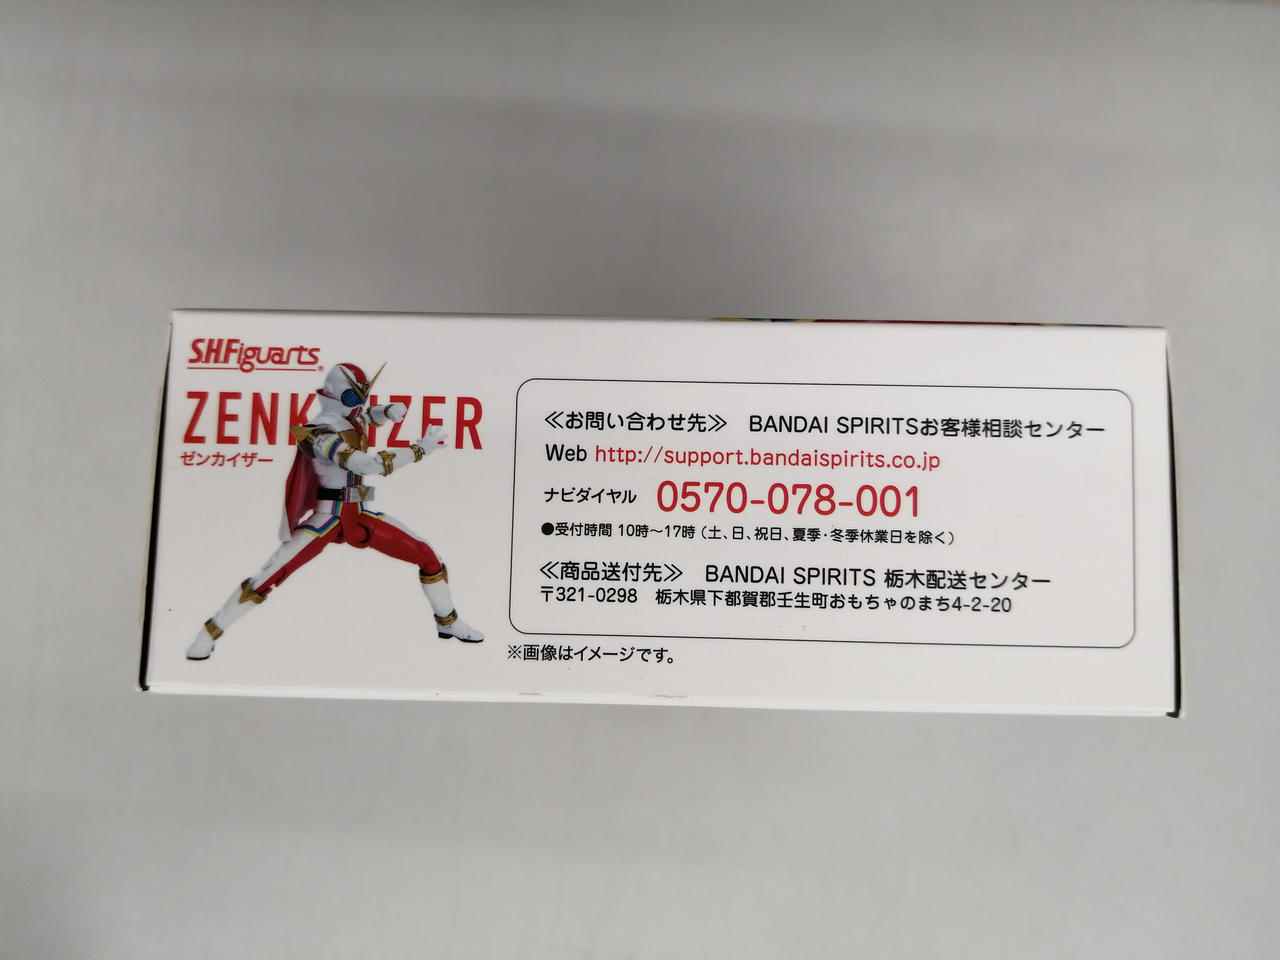 S.H.Figuarts®
ZENKAIZER
ゼンカイザー
≪お問い合わせ先≫ BANDAI SPIRITSお客様相談センター
Web http://support.bandaispirits.co.jp
ナビダイヤル 0570-078-001
●受付時間 10時～17時（土、日、祝日、夏季・冬季休業日を除く）
≪商品送付先≫ BANDAI SPIRITS 栃木配送センター
〒321-0298 栃木県下都賀郡壬生町おもちゃのまち4-2-20
※画像はイメージです。